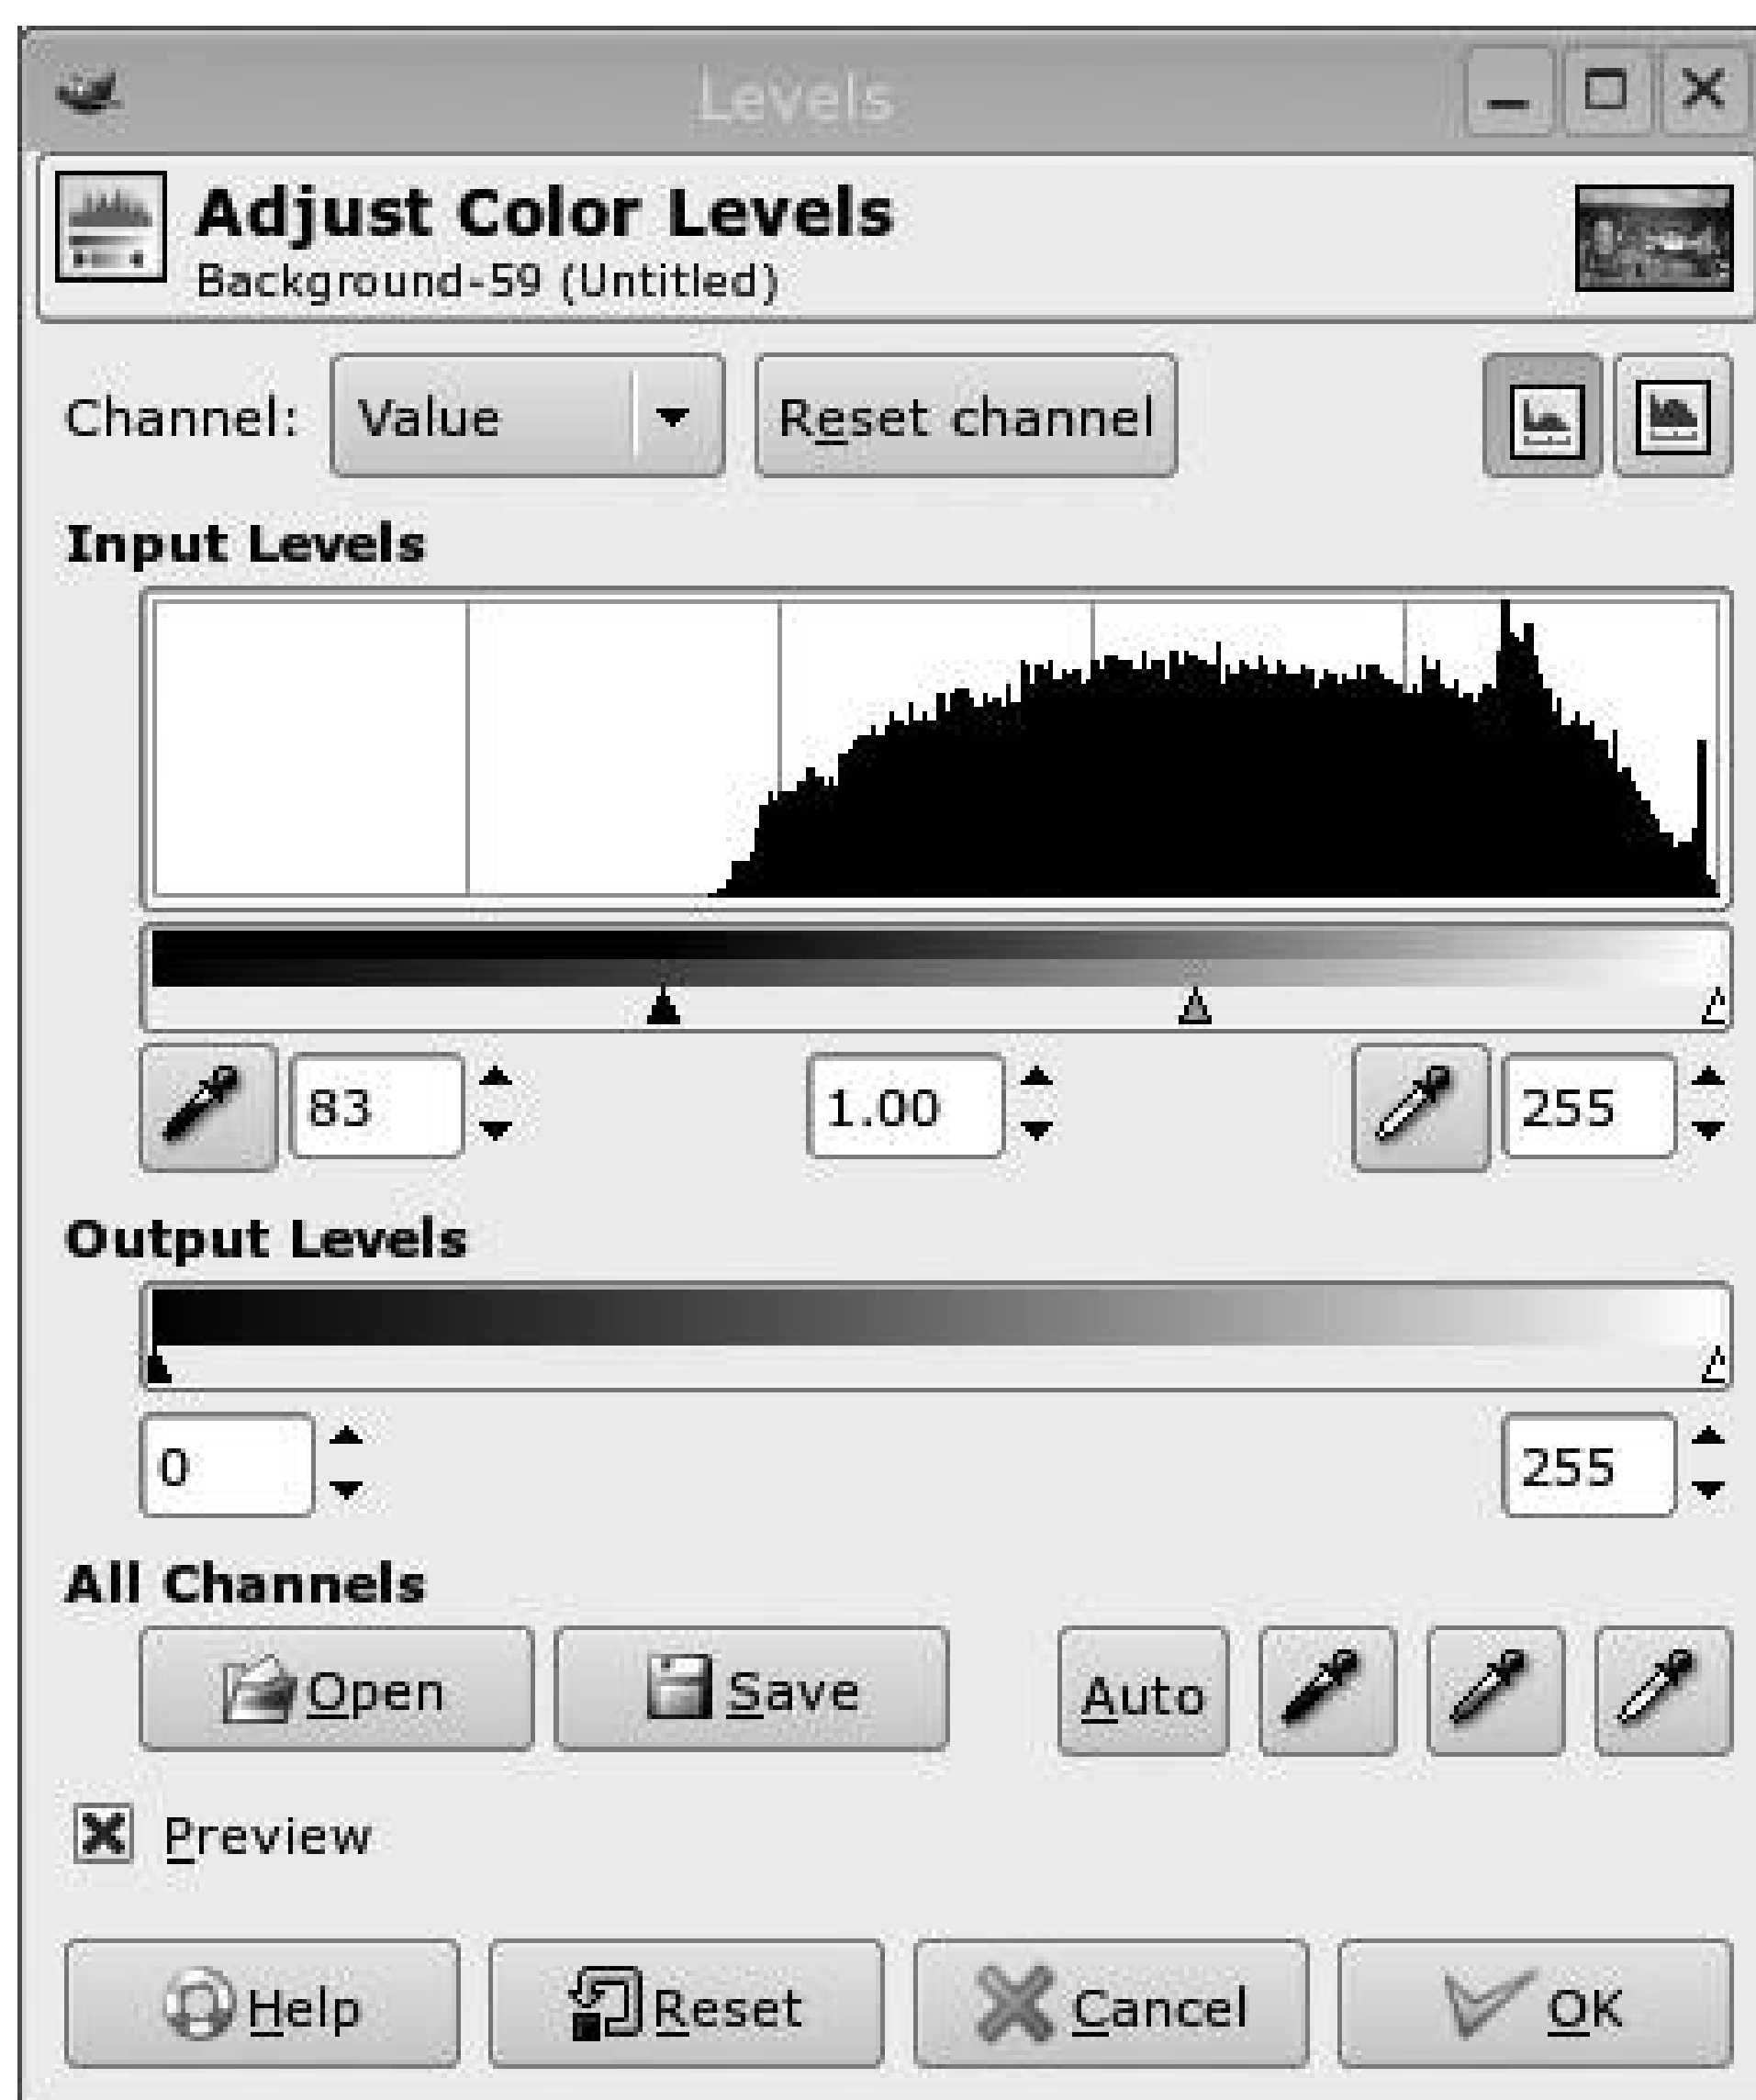 Levels
Adjust Color Levels
Background-59 (Untitled)
Channel: Value Reset channel
Input Levels
83 1.00 255
Output Levels
0 255
All Channels
Open Save Auto
Preview
Help Reset Cancel OK